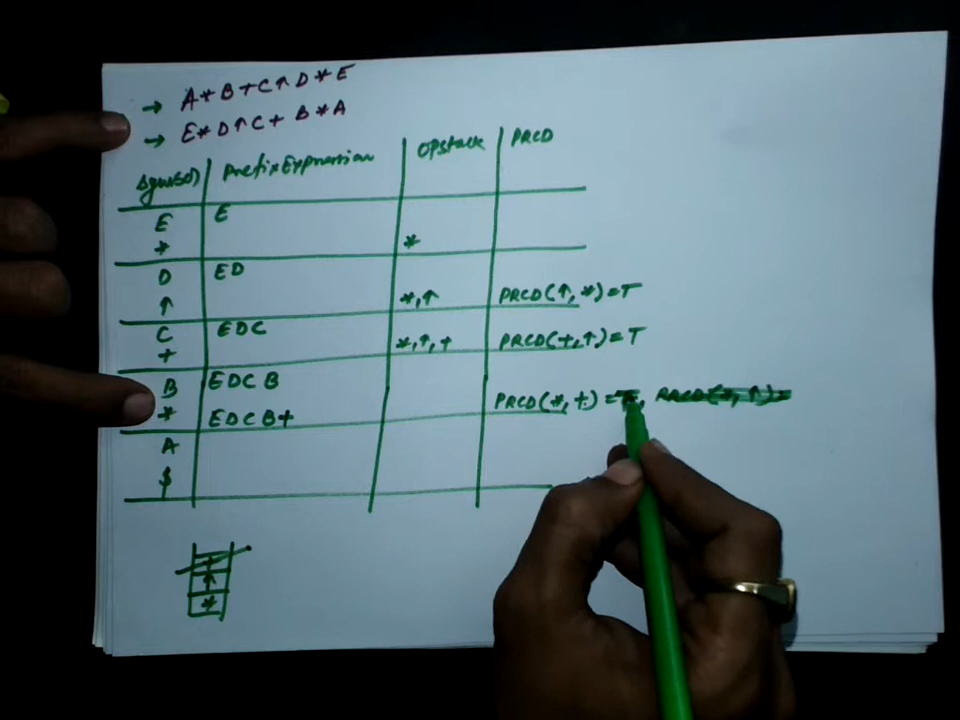 → A*B+C↑D*E
→ E*D↑C+B*A
Symbol Prefix Expression Opstack PRCD
E E
* *
D ED
↑ *,↑ PRCD(↑,*)=T
C EDC
+ *,↑,+ PRCD(+,↑)=T
B EDCB
* EDCB+ PRCD(*,+)=
A
$
+
↑
*